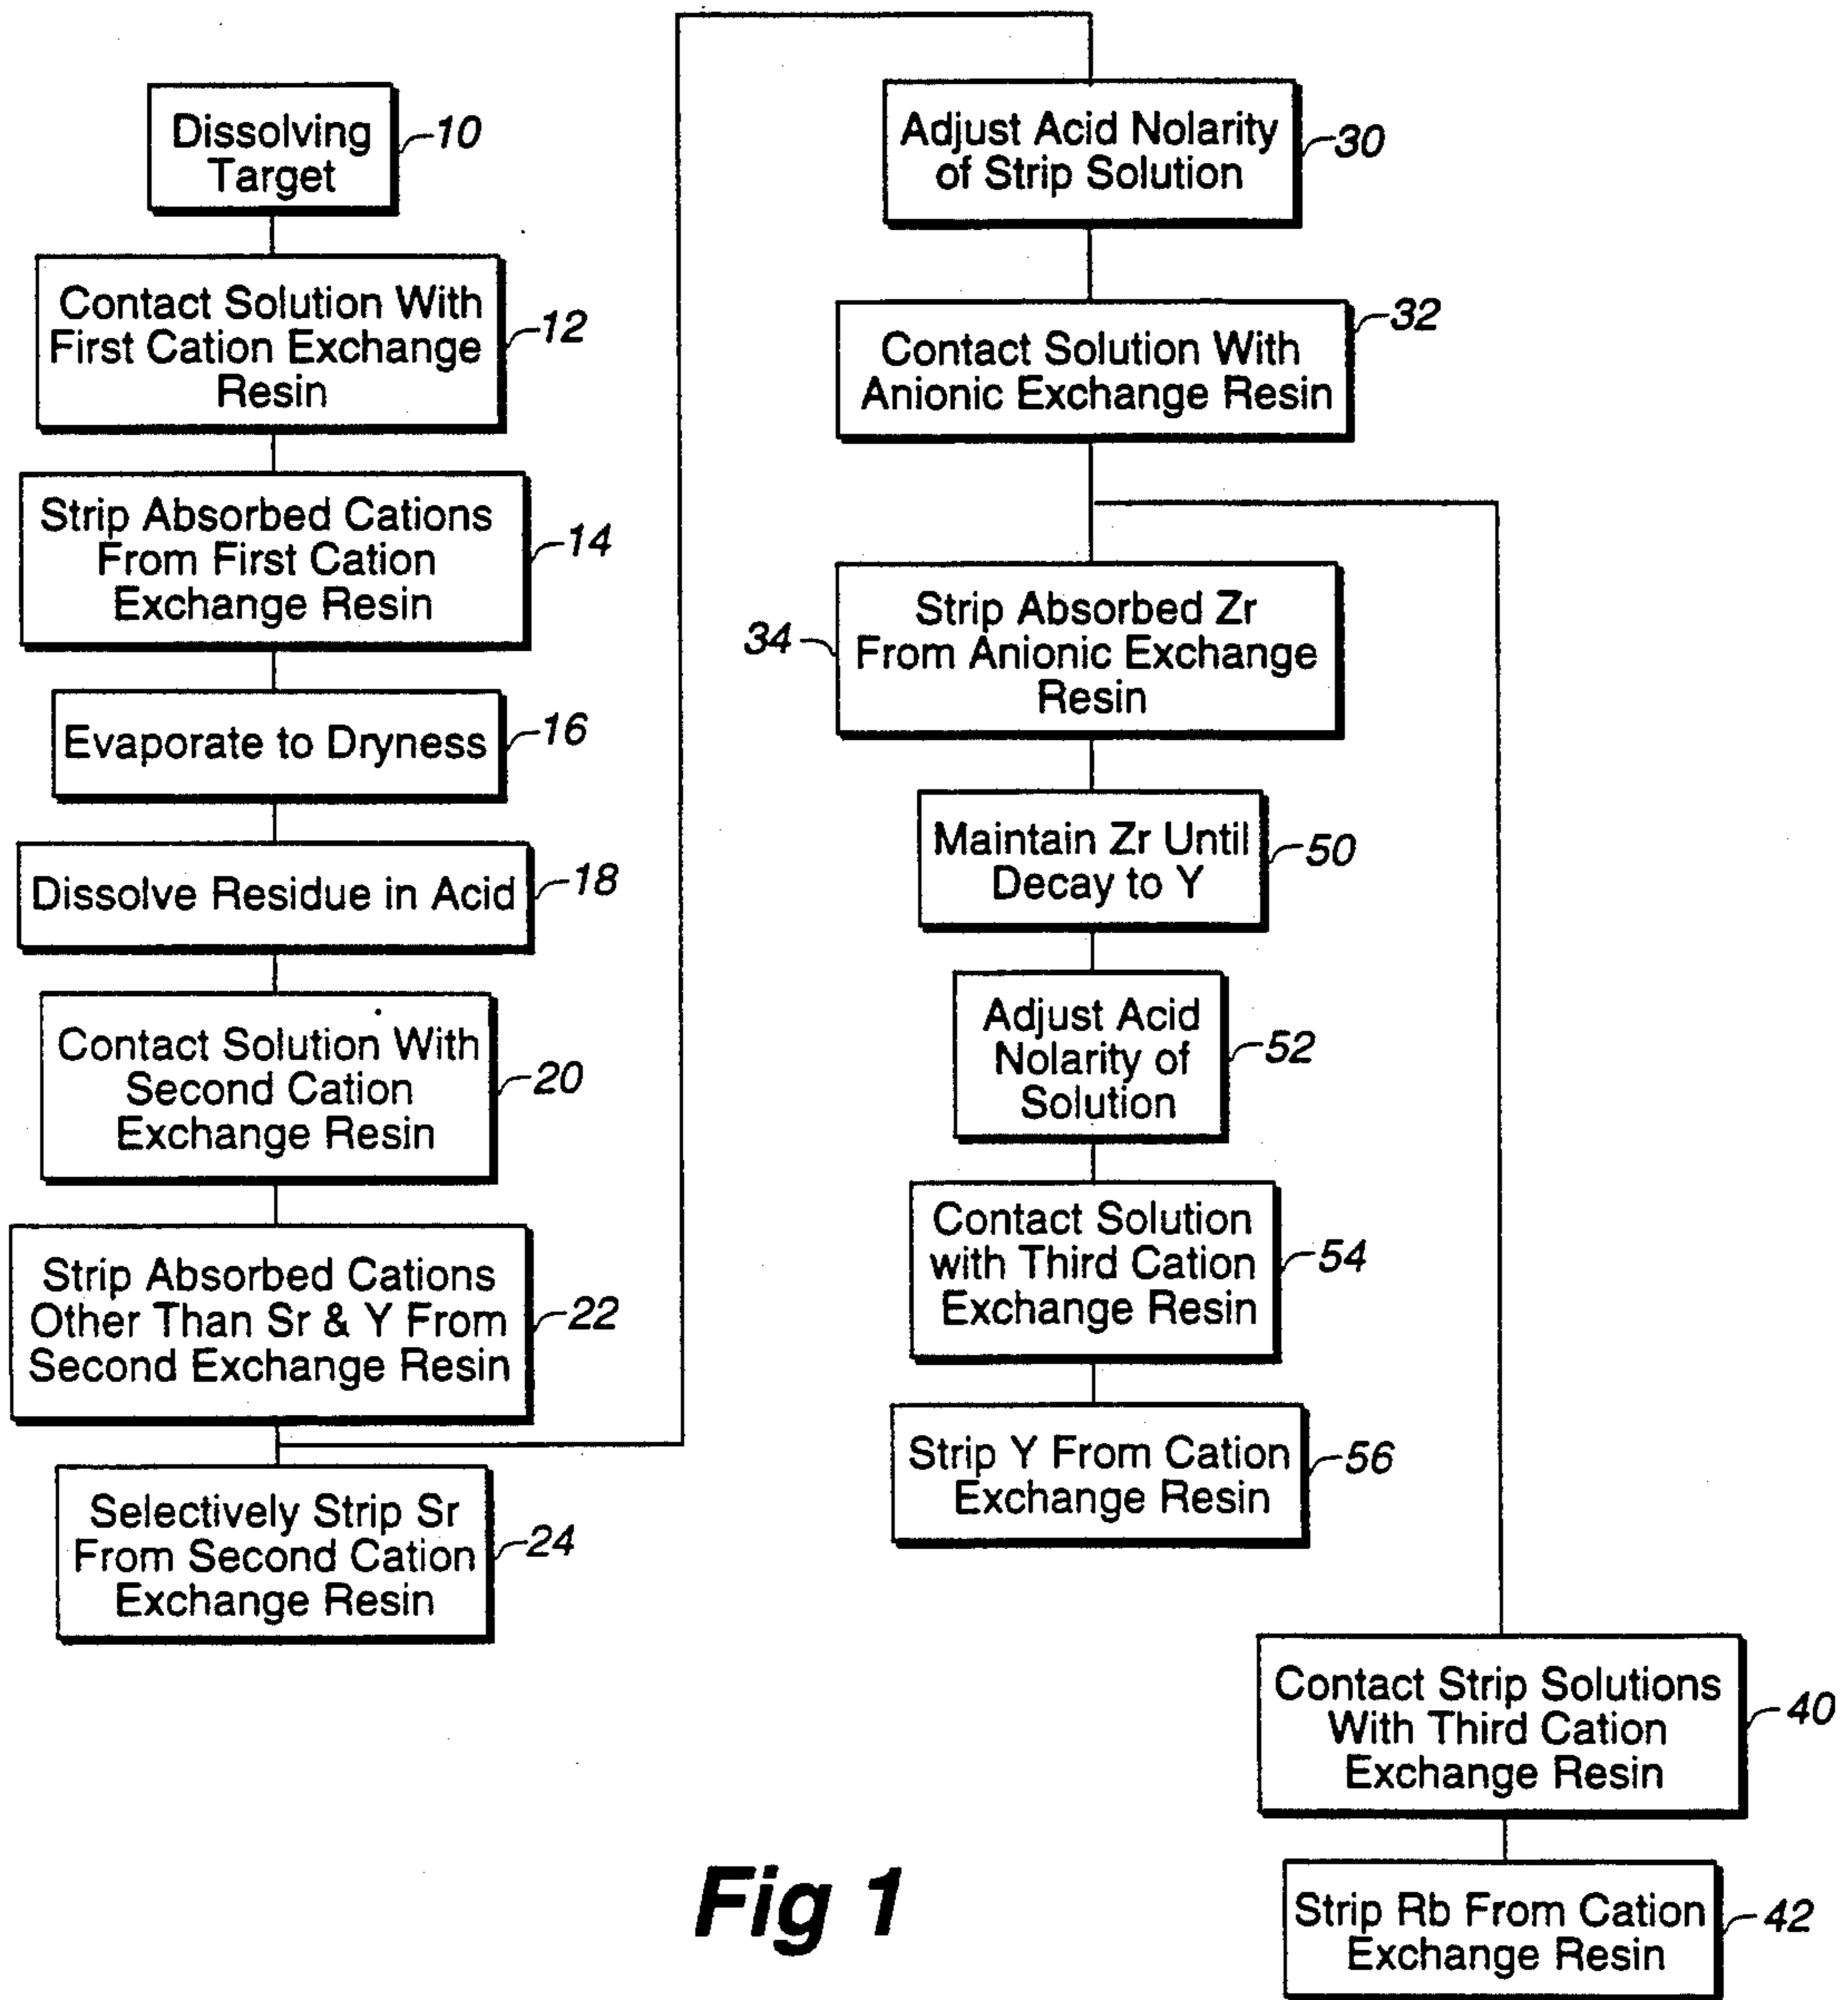 Dissolving
Target
10
Contact Solution With
First Cation Exchange
Resin
12
Strip Absorbed Cations
From First Cation
Exchange Resin
14
Evaporate to Dryness
16
Dissolve Residue in Acid
18
Contact Solution With
Second Cation
Exchange Resin
20
Strip Absorbed Cations
Other Than Sr & Y From
Second Exchange Resin
22
Selectively Strip Sr
From Second Cation
Exchange Resin
24
Adjust Acid Nolarity
of Strip Solution
30
Contact Solution With
Anionic Exchange Resin
32
Strip Absorbed Zr
From Anionic Exchange
Resin
34
Maintain Zr Until
Decay to Y
50
Adjust Acid
Nolarity of
Solution
52
Contact Solution
with Third Cation
Exchange Resin
54
Strip Y From Cation
Exchange Resin
56
Contact Strip Solutions
With Third Cation
Exchange Resin
40
Strip Rb From Cation
Exchange Resin
42
Fig 1